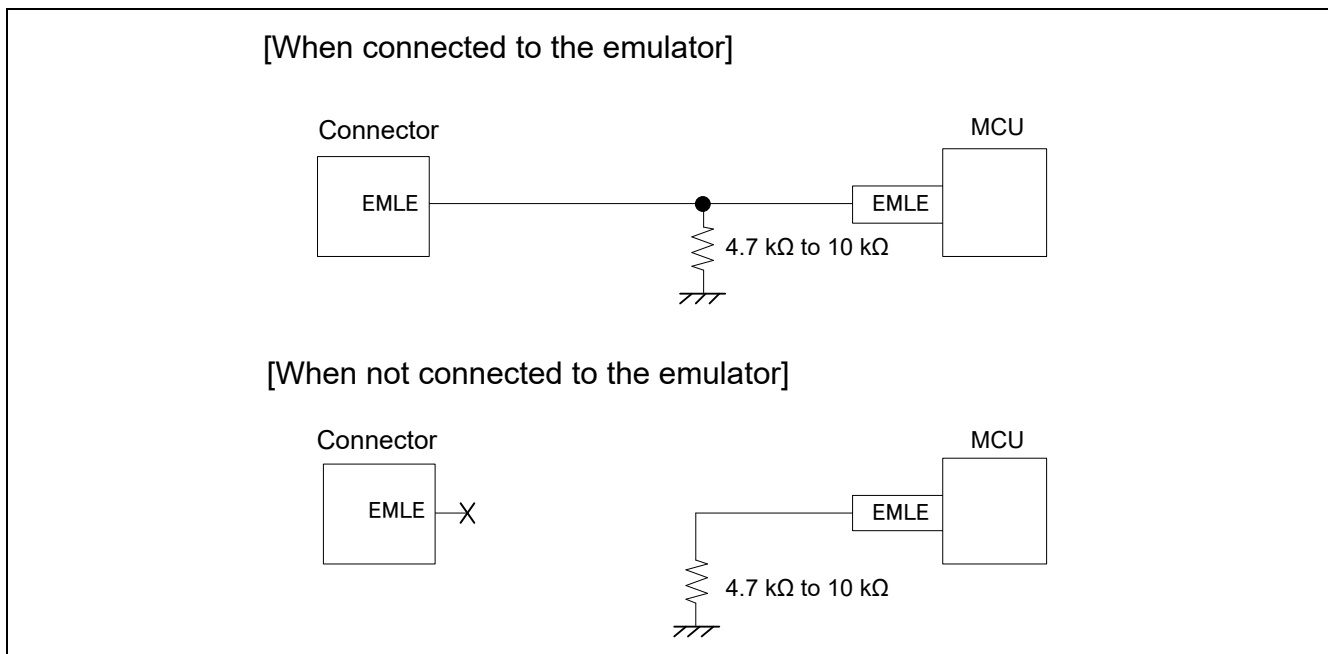 [When connected to the emulator]
Connector
MCU
EMLE
EMLE
4.7 kΩ to 10 kΩ
[When not connected to the emulator]
Connector
MCU
EMLE
EMLE
4.7 kΩ to 10 kΩ